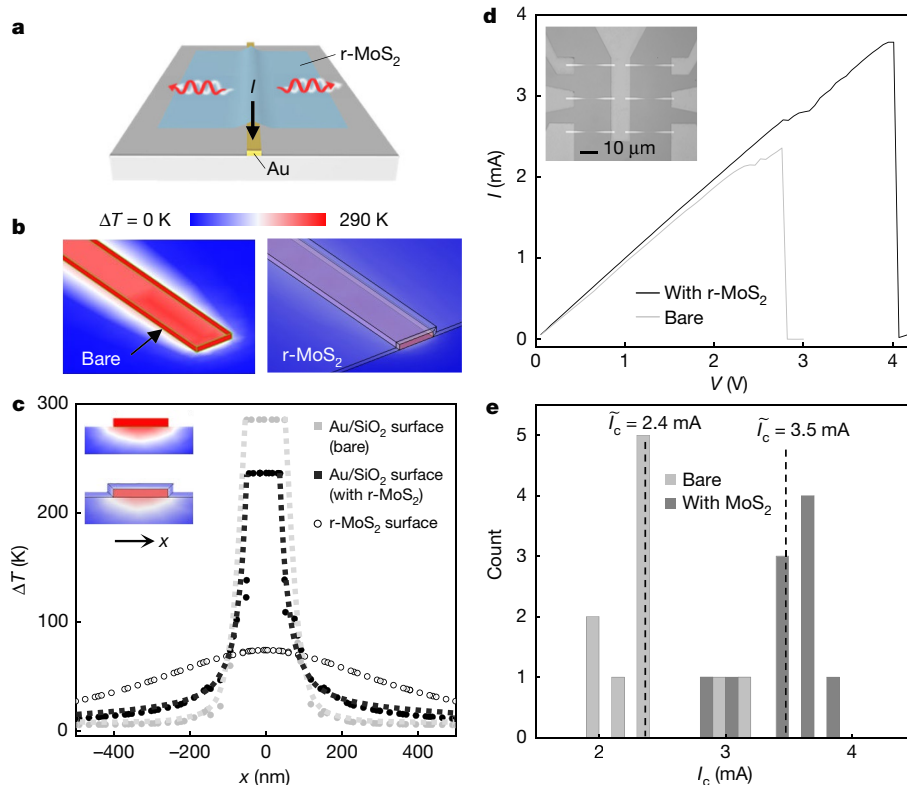 a
r-MoS2
I
Au
ΔT = 0 K 290 K
b
Bare
r-MoS2
c
300
200
100
0
ΔT (K)
Au/SiO2 surface
(bare)
Au/SiO2 surface
(with r-MoS2)
r-MoS2 surface
x
−400 −200 0 200 400
x (nm)
d
4
3
2
1
0
I (mA)
10 μm
With r-MoS2
Bare
0 1 2 3 4
V (V)
e
5
4
3
2
1
0
Count
Ĩc = 2.4 mA
Ĩc = 3.5 mA
Bare
With MoS2
2 3 4
Ic (mA)